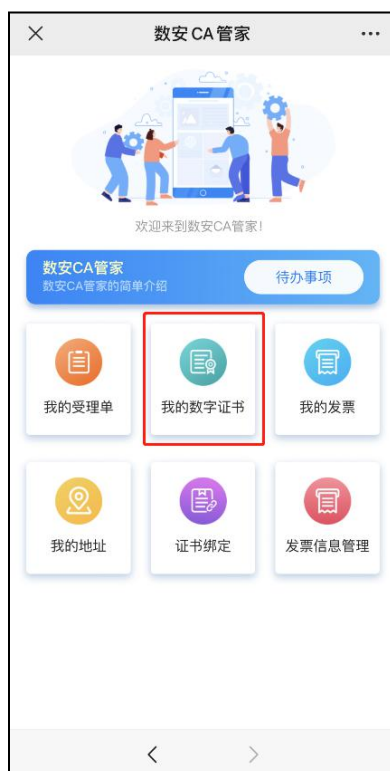 数安CA管家
欢迎来到数安CA管家!
数安CA管家
数安CA管家的简单介绍
待办事项
我的受理单
我的数字证书
我的发票
我的地址
证书绑定
发票信息管理